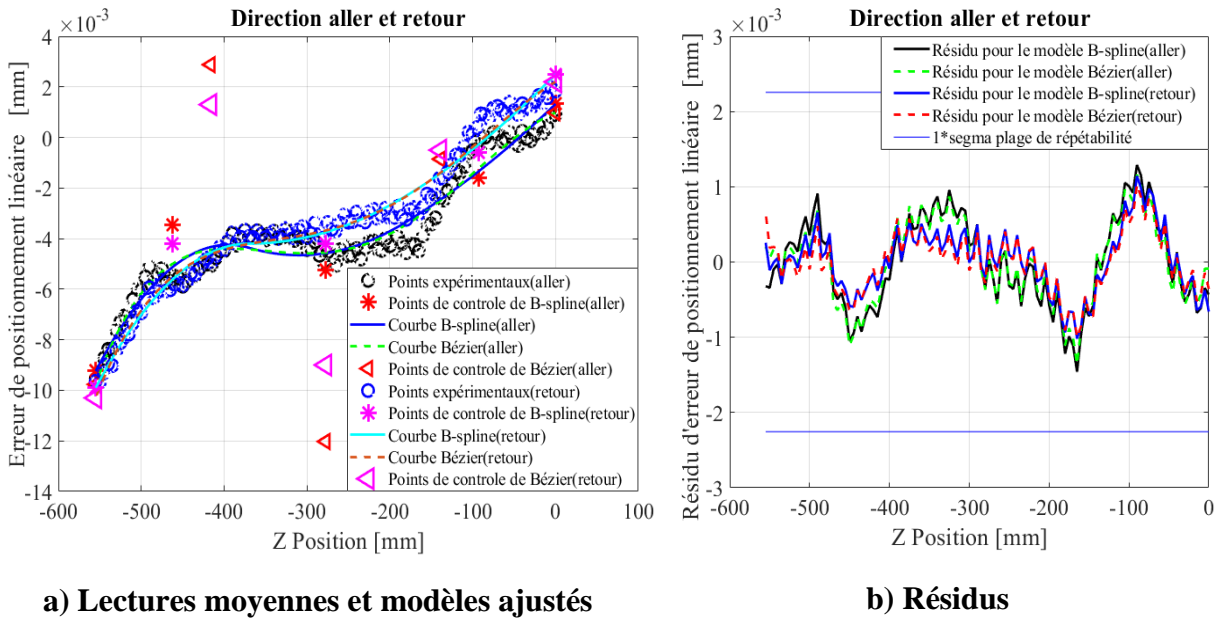 Direction aller et retour
×10⁻³
4
2
0
-2
-4
-6
-8
-10
-12
-14
Erreur de positionnement linéaire [mm]
Points expérimentaux(aller)
Points de controle de B-spline(aller)
Courbe B-spline(aller)
Courbe Bézier(aller)
Points de controle de Bézier(aller)
Points expérimentaux(retour)
Points de controle de B-spline(retour)
Courbe B-spline(retour)
Courbe Bézier(retour)
Points de controle de Bézier(retour)
-600 -500 -400 -300 -200 -100 0 100
Z Position [mm]
a) Lectures moyennes et modèles ajustés
Direction aller et retour
×10⁻³
3
2
1
0
-1
-2
-3
Résidu d'erreur de positionnement linéaire [mm]
Résidu pour le modèle B-spline(aller)
Résidu pour le modèle Bézier(aller)
Résidu pour le modèle B-spline(retour)
Résidu pour le modèle Bézier(retour)
1*segma plage de répétabilité
-600 -500 -400 -300 -200 -100 0
Z Position [mm]
b) Résidus